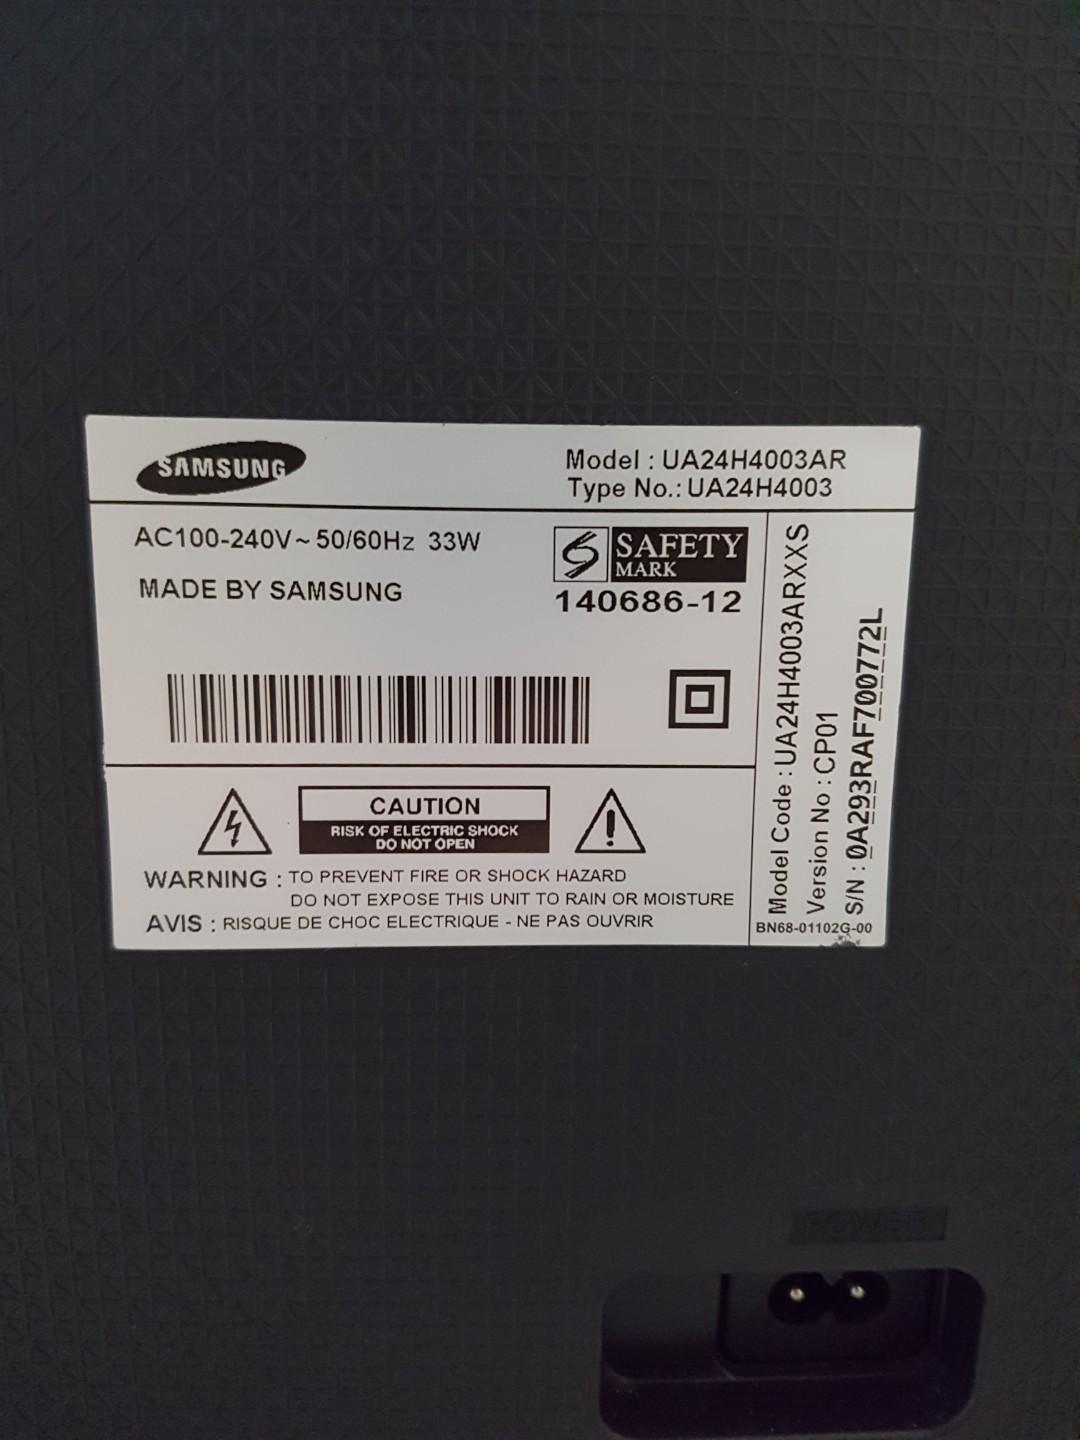 SAMSUNG
Model : UA24H4003AR
Type No.: UA24H4003
AC100-240V~ 50/60Hz 33W
MADE BY SAMSUNG
SAFETY
MARK
140686-12
CAUTION
RISK OF ELECTRIC SHOCK
DO NOT OPEN
WARNING : TO PREVENT FIRE OR SHOCK HAZARD
DO NOT EXPOSE THIS UNIT TO RAIN OR MOISTURE
AVIS : RISQUE DE CHOC ELECTRIQUE - NE PAS OUVRIR
Model Code : UA24H4003ARXXS
Version No : CP01
S/N : 0A293RAF700772L
BN68-01102G-00
POWER